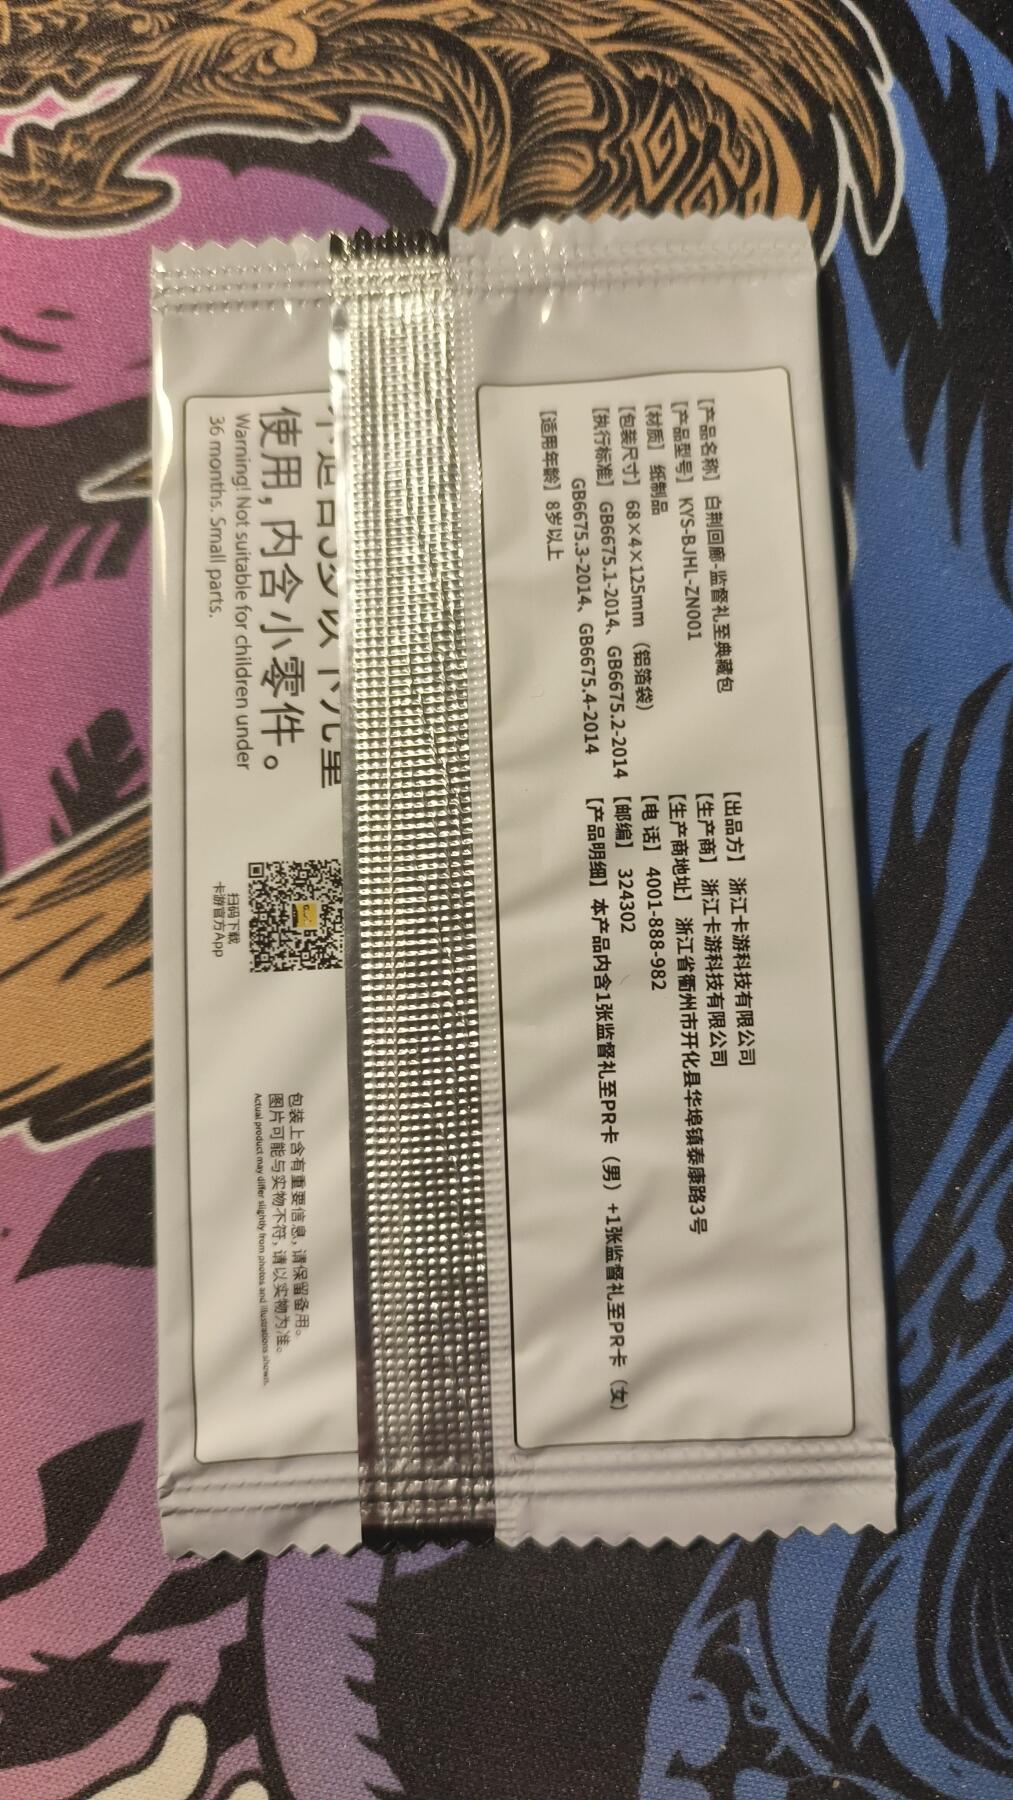 【产品名称】 白荆回廊-监督礼至典藏包
【产品型号】 KYS-BJHL-ZN001
【材质】 纸制品
【包装尺寸】 68×4×125mm （铝箔袋）
【执行标准】 GB6675.1-2014、GB6675.2-2014
GB6675.3-2014、GB6675.4-2014
【适用年龄】 8岁以上
【出品方】 浙江卡游科技有限公司
【生产商】 浙江卡游科技有限公司
【生产商地址】 浙江省衢州市开化县华埠镇泰康路3号
【电 话】 4001-888-982
【邮编】 324302
【产品明细】 本产品内含1张监督礼至PR卡（男）+1张监督礼至PR卡（女）
不适合3岁以下儿童
使用，内含小零件。
Warning! Not suitable for children under
36 months. Small parts.
扫码下载
卡游官方App
包装上含有重要信息，请保留备用。
图片可能与实物不符，请以实物为准。
Actual product may differ slightly from photos and illustrations shown.